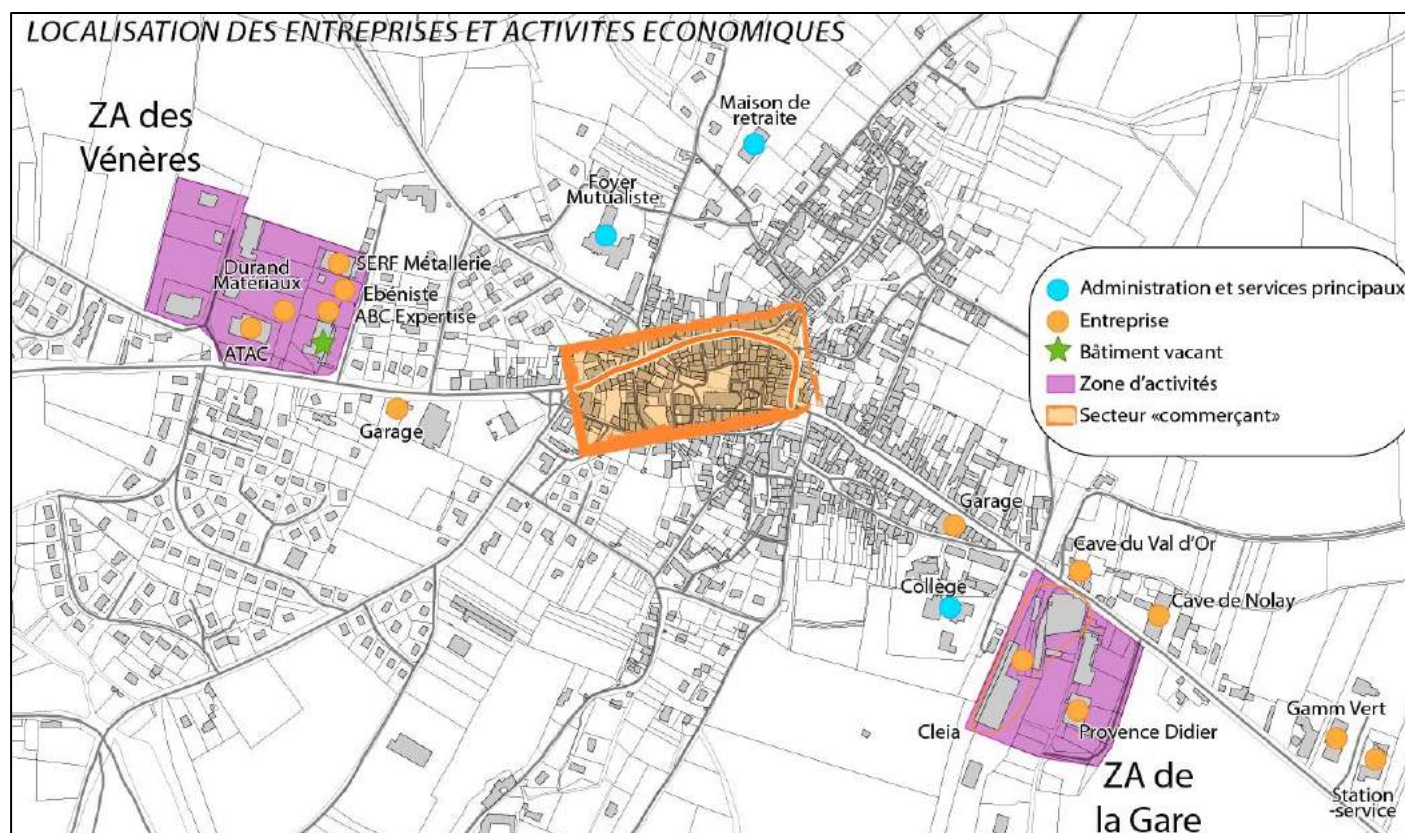 LOCALISATION DES ENTREPRISES ET ACTIVITES ECONOMIQUES
ZA des
Vénères
Maison de
retraite
Foyer
Mutualiste
SERF Métallerie
Durand
Matériaux
Ebéniste
ABC Expertise
ATAC
Garage
Administration et services principaux
Entreprise
Bâtiment vacant
Zone d'activités
Secteur «commerçant»
Garage
Cave du Val d'Or
Collège
Cave de Nolay
Cleia
Provence Didier
Gamm Vert
Station
-service
ZA de
la Gare